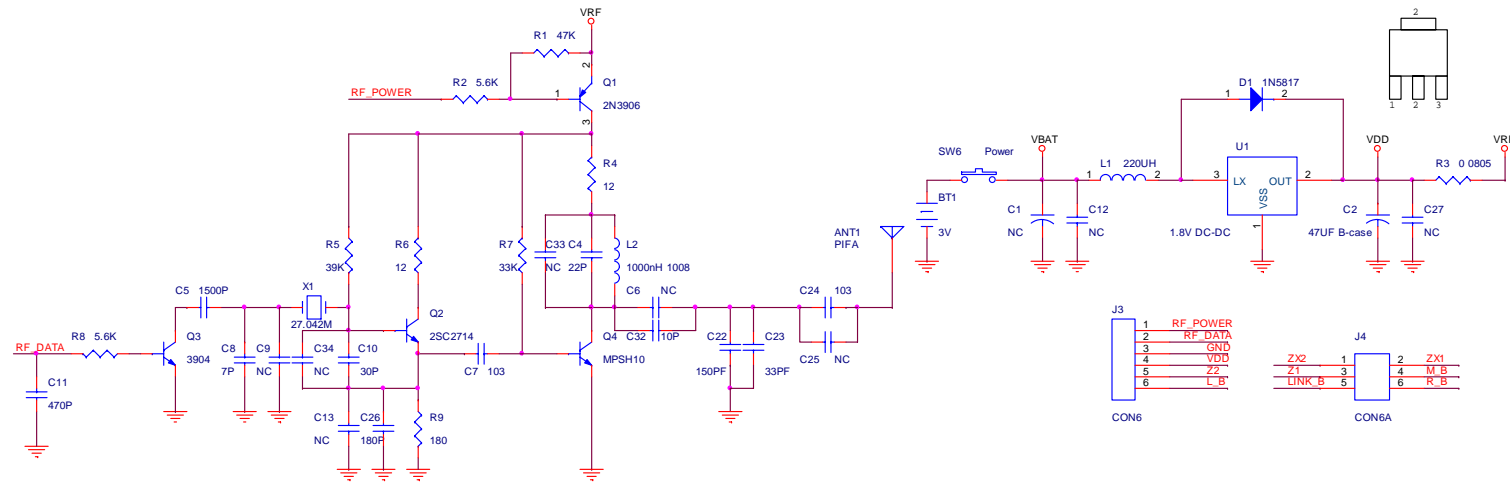 VRF
R1 47K
2
R2 5.6K
Q1
RF_POWER
1
2N3906
3
R4
12
R5
39K
R6
12
R7
33K
C33
NC
C4
22P
L2
1000nH 1008
C5 1500P
X1
27.042M
Q2
2SC2714
C6 NC
C32 10P
C24 103
ANT1
PIFA
R8 5.6K
RF_DATA
Q3
3904
C8
7P
C9
NC
C34
NC
C10
30P
C7 103
Q4
MPSH10
C22
150PF
C23
33PF
C25 NC
C11
470P
C13
NC
C26
180P
R9
180
SW6 Power
BT1
3V
VBAT
C1
NC
C12
NC
L1 220UH
1 2
D1 1N5817
1 2
U1
3 LX OUT 2
VSS
1
1.8V DC-DC
VDD
C2
47UF B-case
C27
NC
R3 0 0805
2
1 2 3
J3
1 RF_POWER
2 RF_DATA
3 GND
4 VDD
5 Z2
6 L_B
CON6
J4
ZX2 1 2 ZX1
Z1 3 4 M_B
LINK_B 5 6 R_B
CON6A